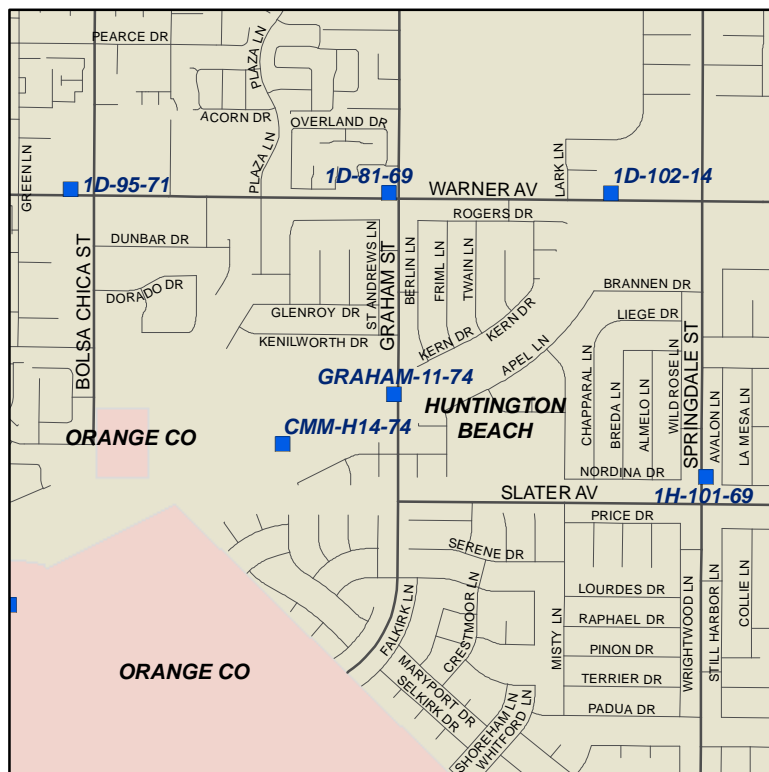 PEARCE DR
PLAZA LN
ACORN DR
OVERLAND DR
GREEN LN
PLAZA LN
LARK LN
1D-95-71
1D-81-69
1D-102-14
WARNER AV
ROGERS DR
DUNBAR DR
BOLSA CHICA ST
DORADO DR
ST ANDREWS LN
GRAHAM ST
BERLIN LN
FRIML LN
TWAIN LN
KERN DR
KERN DR
BRANNEN DR
GLENROY DR
LIEGE DR
KENILWORTH DR
APEL LN
GRAHAM-11-74
CHAPPARAL LN
BREDA LN
ALMELO LN
WILD ROSE LN
SPRINGDALE ST
AVALON LN
LA MESA LN
HUNTINGTON
BEACH
CMM-H14-74
ORANGE CO
NORDINA DR
SLATER AV
1H-101-69
PRICE DR
SERENE DR
LOURDES DR
FALKIRK LN
CRESTMOOR LN
MISTY LN
RAPHAEL DR
WRIGHTWOOD LN
STILL HARBOR LN
COLLIE LN
PINON DR
ORANGE CO
MARYPORT DR
SELKIRK DR
TERRIER DR
SHOREHAM LN
WHITFORD LN
PADUA DR